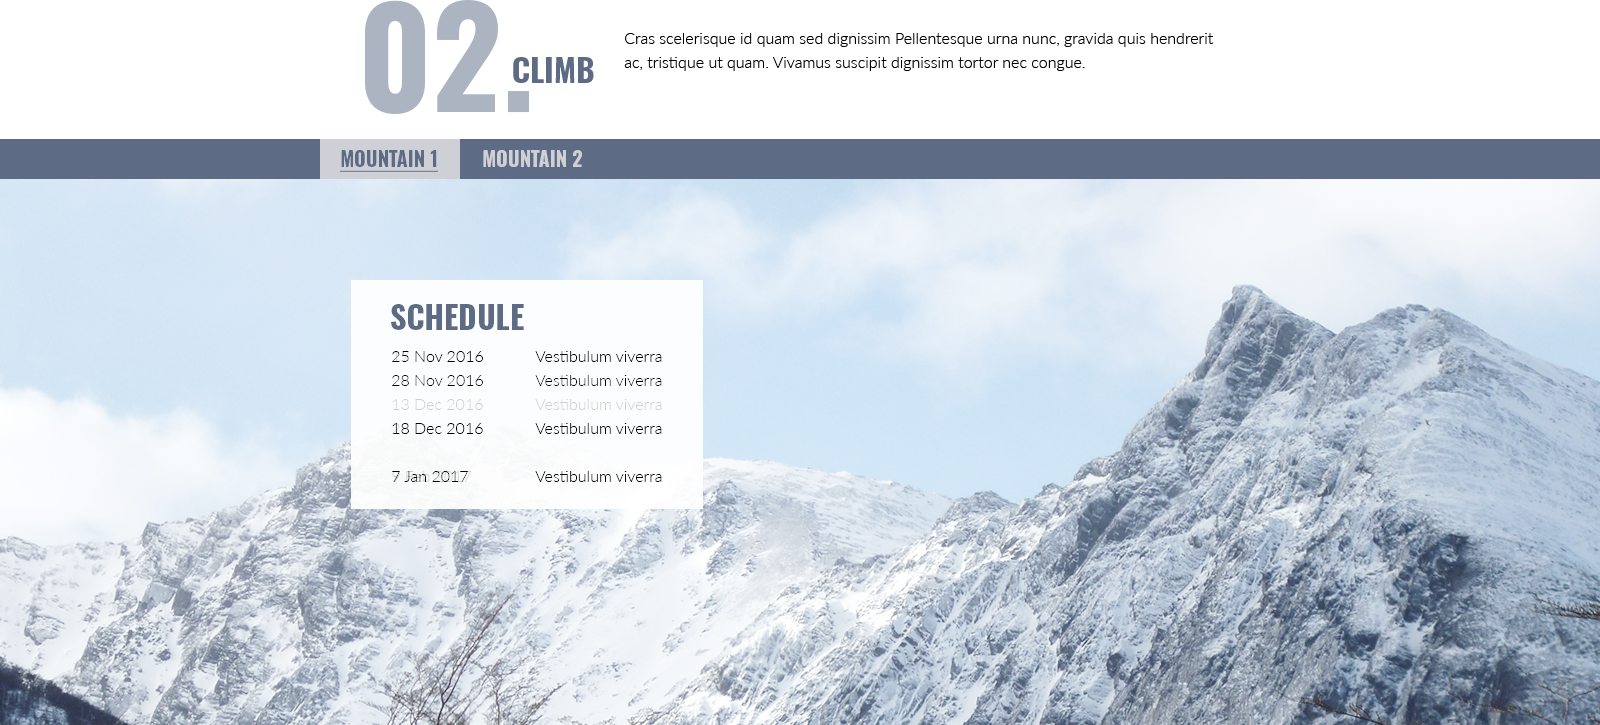 02.
CLIMB
Cras scelerisque id quam sed dignissim Pellentesque urna nunc, gravida quis hendrerit
ac, tristique ut quam. Vivamus suscipit dignissim tortor nec congue.
MOUNTAIN 1 MOUNTAIN 2
SCHEDULE
25 Nov 2016 Vestibulum viverra
28 Nov 2016 Vestibulum viverra
13 Dec 2016 Vestibulum viverra
18 Dec 2016 Vestibulum viverra
7 Jan 2017 Vestibulum viverra